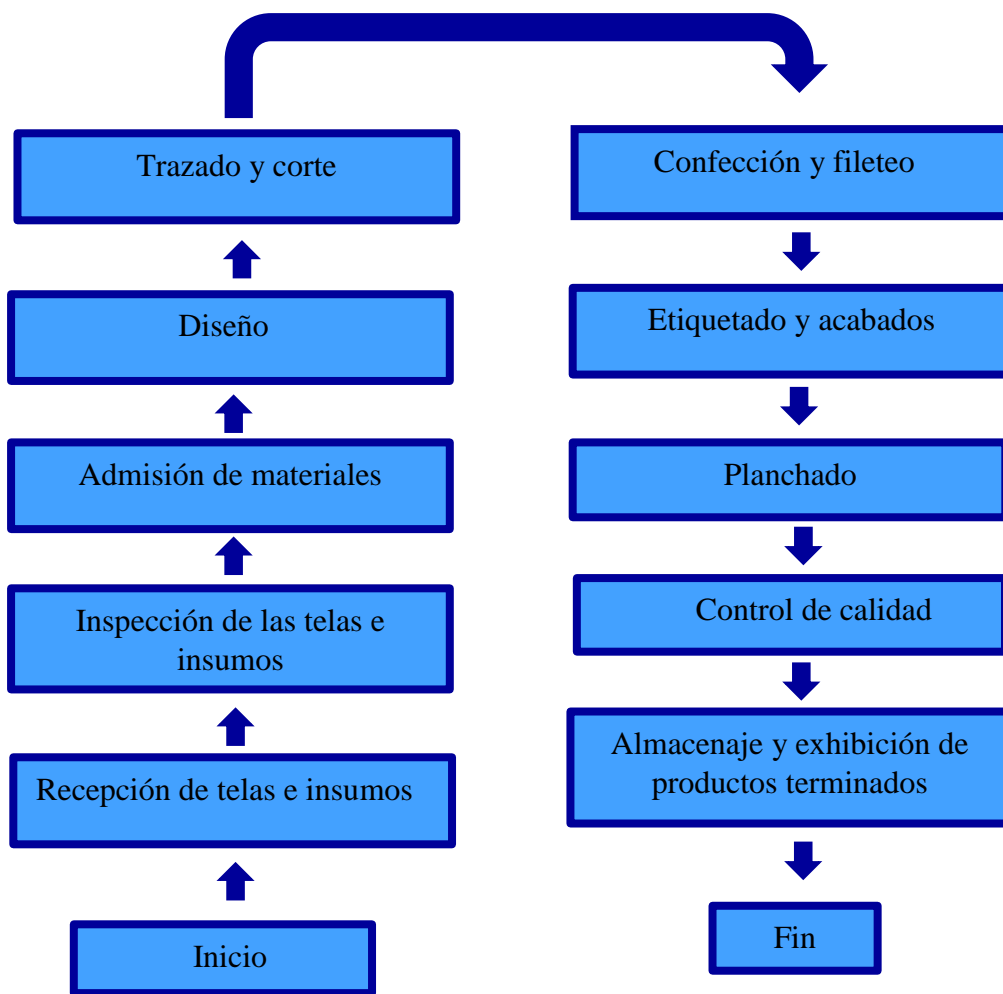 Trazado y corte
Diseño
Admisión de materiales
Inspección de las telas e
insumos
Recepción de telas e insumos
Inicio
Confección y fileteo
Etiquetado y acabados
Planchado
Control de calidad
Almacenaje y exhibición de
productos terminados
Fin